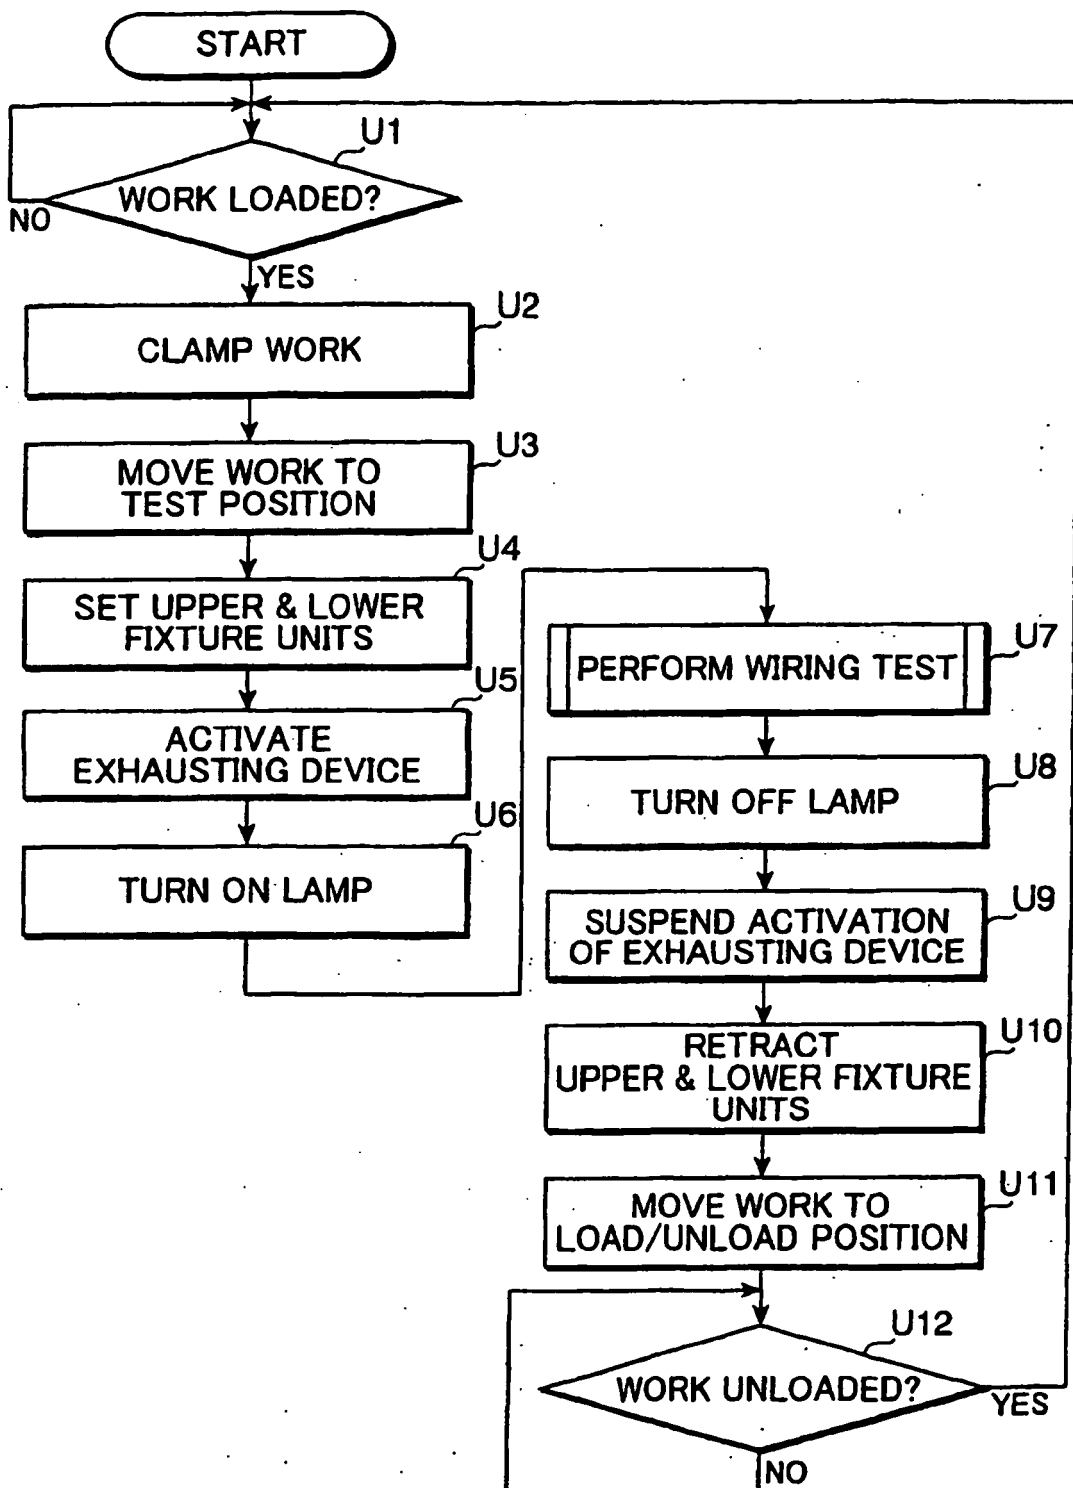 START
U1
WORK LOADED?
NO
YES
U2
CLAMP WORK
U3
MOVE WORK TO
TEST POSITION
U4
SET UPPER & LOWER
FIXTURE UNITS
U5
ACTIVATE
EXHAUSTING DEVICE
U6
TURN ON LAMP
U7
PERFORM WIRING TEST
U8
TURN OFF LAMP
U9
SUSPEND ACTIVATION
OF EXHAUSTING DEVICE
U10
RETRACT
UPPER & LOWER FIXTURE
UNITS
U11
MOVE WORK TO
LOAD/UNLOAD POSITION
U12
WORK UNLOADED?
YES
NO